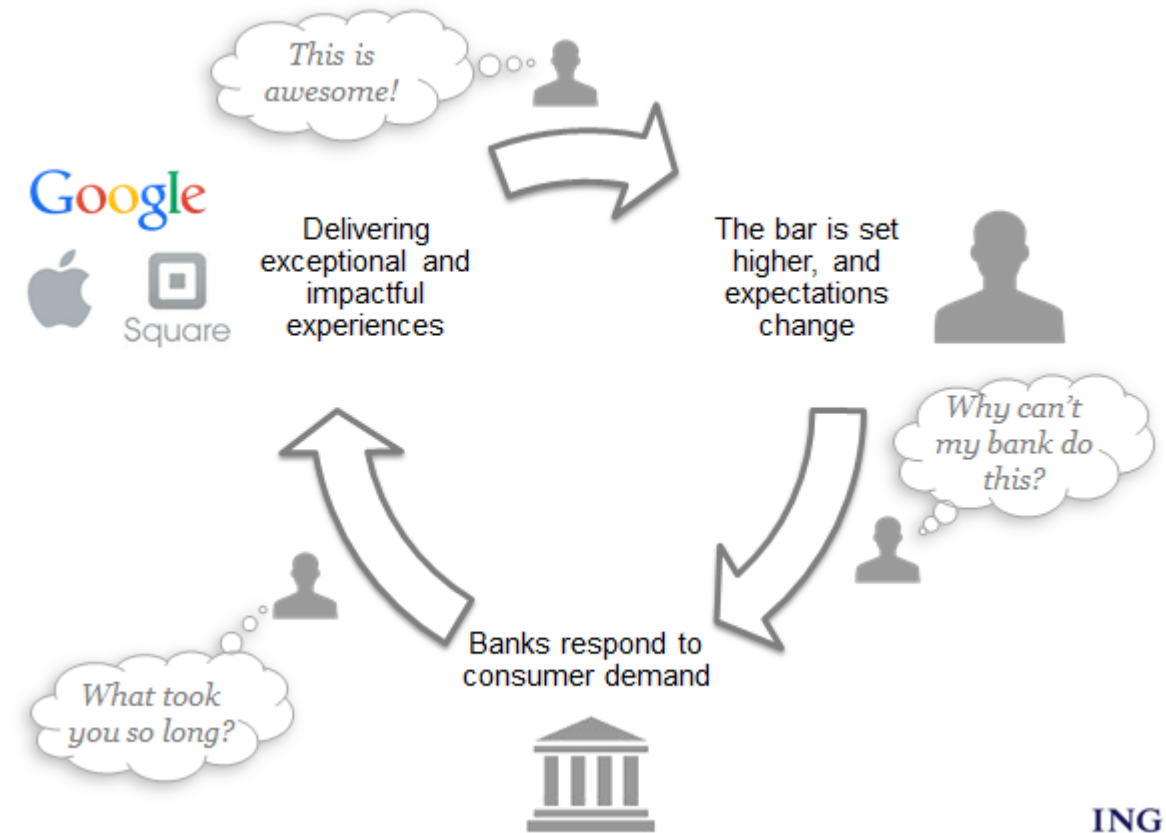 This is
awesome!
Google
Square
Delivering
exceptional and
impactful
experiences
The bar is set
higher, and
expectations
change
Why can't
my bank do
this?
Banks respond to
consumer demand
What took
you so long?
ING